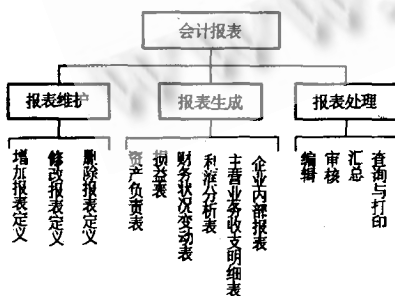 会计报表
报表维护
报表生成
报表处理
增加报表定义
修改报表定义
删除报表定义
资产负责表
损益表
财务状况变动表
利润分析表
主营业务收支明细表
企业内部报表
编辑
审核
汇总
查询与打印